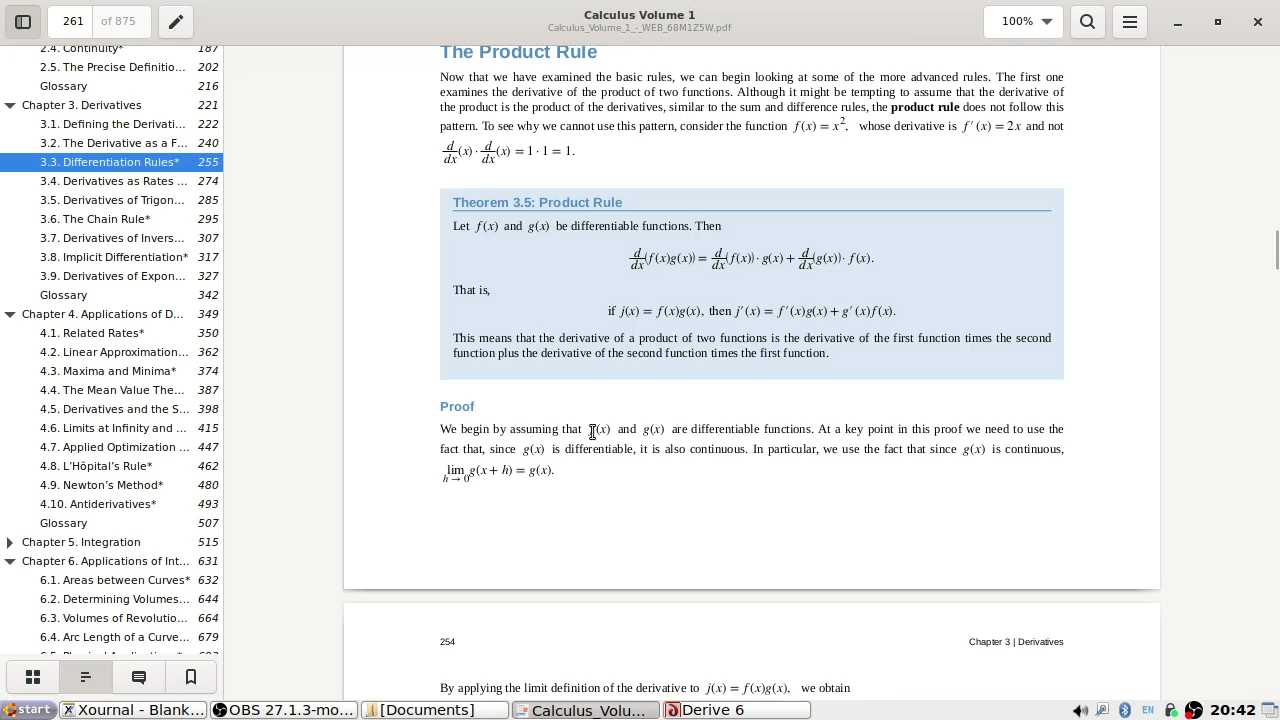 261 of 875
Calculus Volume 1
Calculus_Volume_1_-_WEB_68M1Z5W.pdf
100%
2.4. Continuity* 187
2.5. The Precise Definitio... 202
Glossary 216
Chapter 3. Derivatives 221
3.1. Defining the Derivati... 222
3.2. The Derivative as a F... 240
3.3. Differentiation Rules* 255
3.4. Derivatives as Rates ... 274
3.5. Derivatives of Trigon... 285
3.6. The Chain Rule* 295
3.7. Derivatives of Invers... 307
3.8. Implicit Differentiation* 317
3.9. Derivatives of Expon... 327
Glossary 342
Chapter 4. Applications of D... 349
4.1. Related Rates* 350
4.2. Linear Approximation... 362
4.3. Maxima and Minima* 374
4.4. The Mean Value The... 387
4.5. Derivatives and the S... 398
4.6. Limits at Infinity and ... 415
4.7. Applied Optimization ... 447
4.8. L'Hôpital's Rule* 462
4.9. Newton's Method* 480
4.10. Antiderivatives* 493
Glossary 507
Chapter 5. Integration 515
Chapter 6. Applications of Int... 631
6.1. Areas between Curves* 632
6.2. Determining Volumes... 644
6.3. Volumes of Revolutio... 664
6.4. Arc Length of a Curve... 679
The Product Rule
Now that we have examined the basic rules, we can begin looking at some of the more advanced rules. The first one
examines the derivative of the product of two functions. Although it might be tempting to assume that the derivative of
the product is the product of the derivatives, similar to the sum and difference rules, the product rule does not follow this
pattern. To see why we cannot use this pattern, consider the function f(x) = x², whose derivative is f′(x) = 2x and not
d/dx(x) · d/dx(x) = 1 · 1 = 1.
Theorem 3.5: Product Rule
Let f(x) and g(x) be differentiable functions. Then
d/dx(f(x)g(x)) = d/dx(f(x)) · g(x) + d/dx(g(x)) · f(x).
That is,
if j(x) = f(x)g(x), then j′(x) = f′(x)g(x) + g′(x)f(x).
This means that the derivative of a product of two functions is the derivative of the first function times the second
function plus the derivative of the second function times the first function.
Proof
We begin by assuming that f(x) and g(x) are differentiable functions. At a key point in this proof we need to use the
fact that, since g(x) is differentiable, it is also continuous. In particular, we use the fact that since g(x) is continuous,
lim h → 0 g(x + h) = g(x).
254 Chapter 3 | Derivatives
By applying the limit definition of the derivative to j(x) = f(x)g(x), we obtain
start Xournal - Blank... OBS 27.1.3-mo... [Documents] Calculus_Volu... Derive 6 EN 20:42